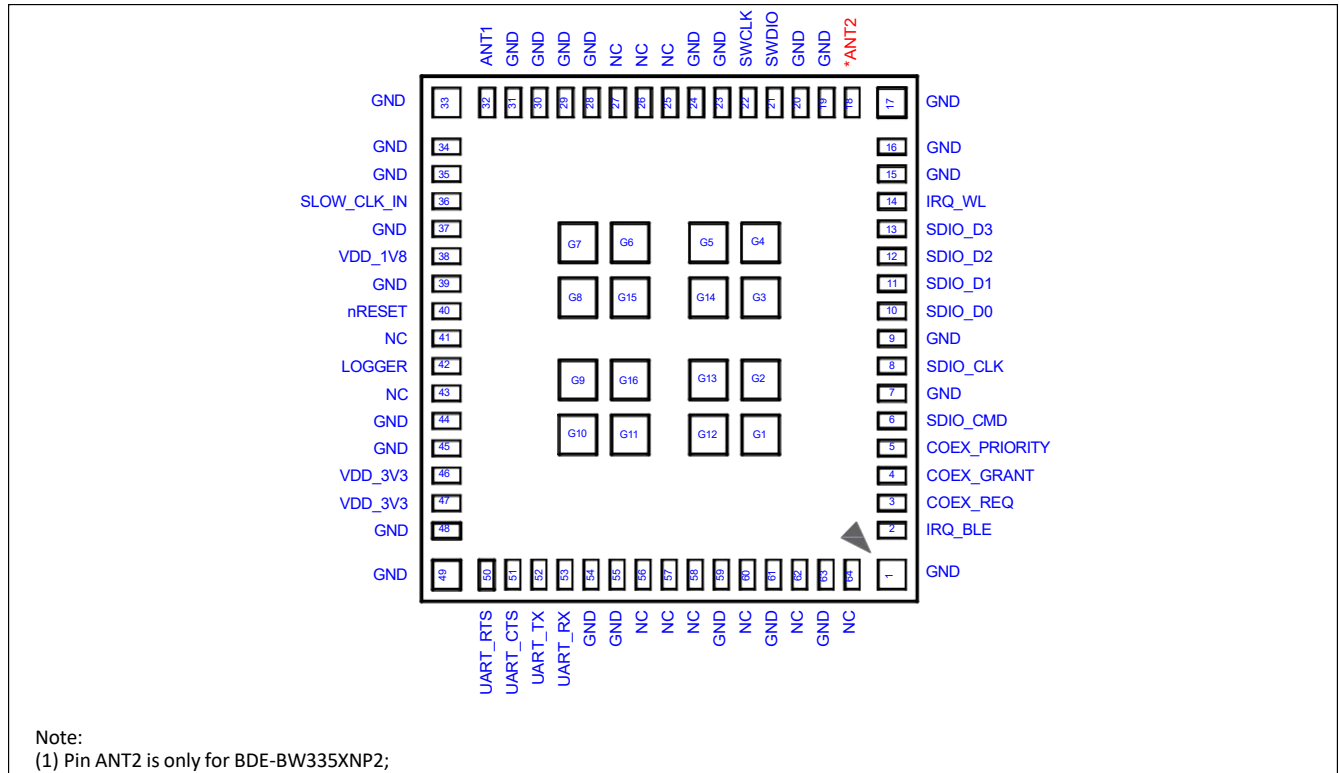 ANT1 GND GND GND GND NC NC NC GND GND SWCLK SWDIO GND GND *ANT2
GND 33 32 31 30 29 28 27 26 25 24 23 22 21 20 19 18 17 GND
GND 34 16 GND
GND 35 15 GND
SLOW_CLK_IN 36 14 IRQ_WL
GND 37 13 SDIO_D3
G7 G6 G5 G4
VDD_1V8 38 12 SDIO_D2
GND 39 11 SDIO_D1
G8 G15 G14 G3
nRESET 40 10 SDIO_D0
NC 41 9 GND
LOGGER 42 8 SDIO_CLK
G9 G16 G13 G2
NC 43 7 GND
GND 44 6 SDIO_CMD
G10 G11 G12 G1
GND 45 5 COEX_PRIORITY
VDD_3V3 46 4 COEX_GRANT
VDD_3V3 47 3 COEX_REQ
GND 48 2 IRQ_BLE
GND 49 50 51 52 53 54 55 56 57 58 59 60 61 62 63 64 1 GND
UART_RTS UART_CTS UART_TX UART_RX GND GND NC NC NC GND NC GND NC GND NC
Note:
(1) Pin ANT2 is only for BDE-BW335XNP2;